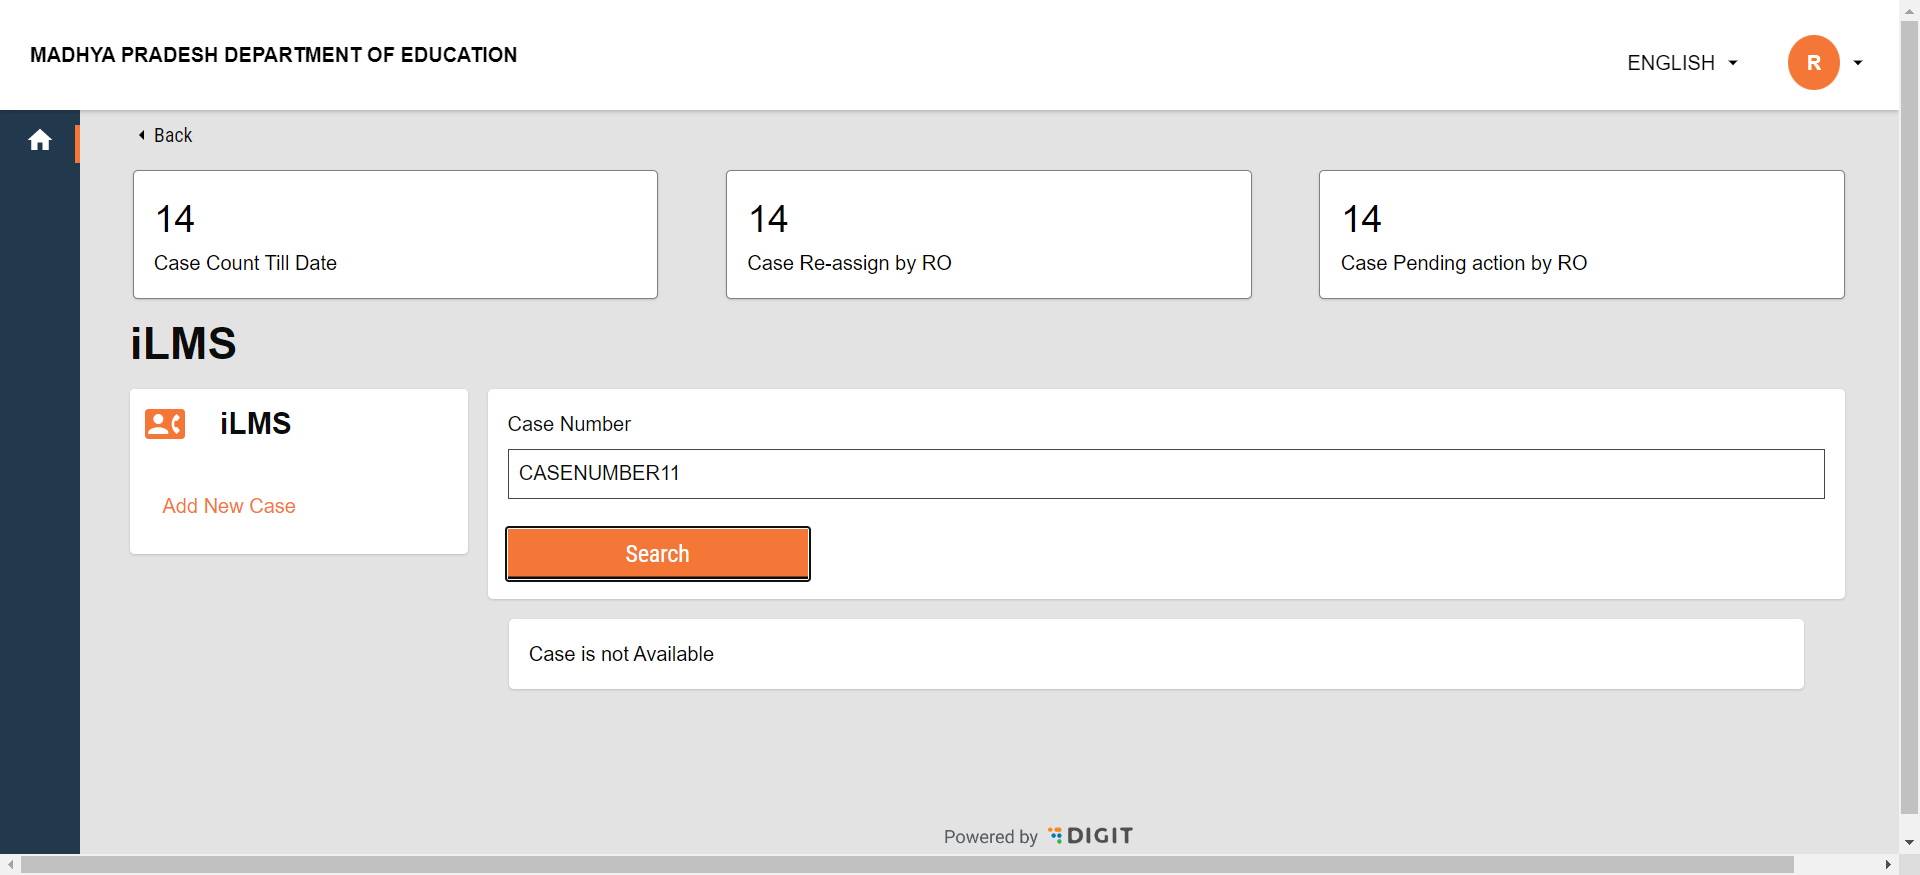 MADHYA PRADESH DEPARTMENT OF EDUCATION
ENGLISH
R
Back
14
Case Count Till Date
14
Case Re-assign by RO
14
Case Pending action by RO
iLMS
iLMS
Add New Case
Case Number
CASENUMBER11
Search
Case is not Available
Powered by DIGIT